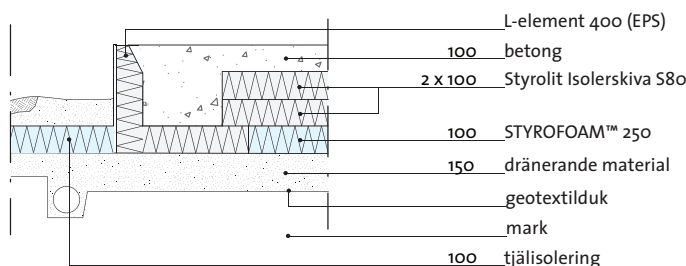 L-element 400 (EPS)
100 betong
2 x 100 Styrolit Isolerskiva S80
100 STYROFOAM™ 250
150 dränerande material
geotextilduk
mark
100 tjälisolering